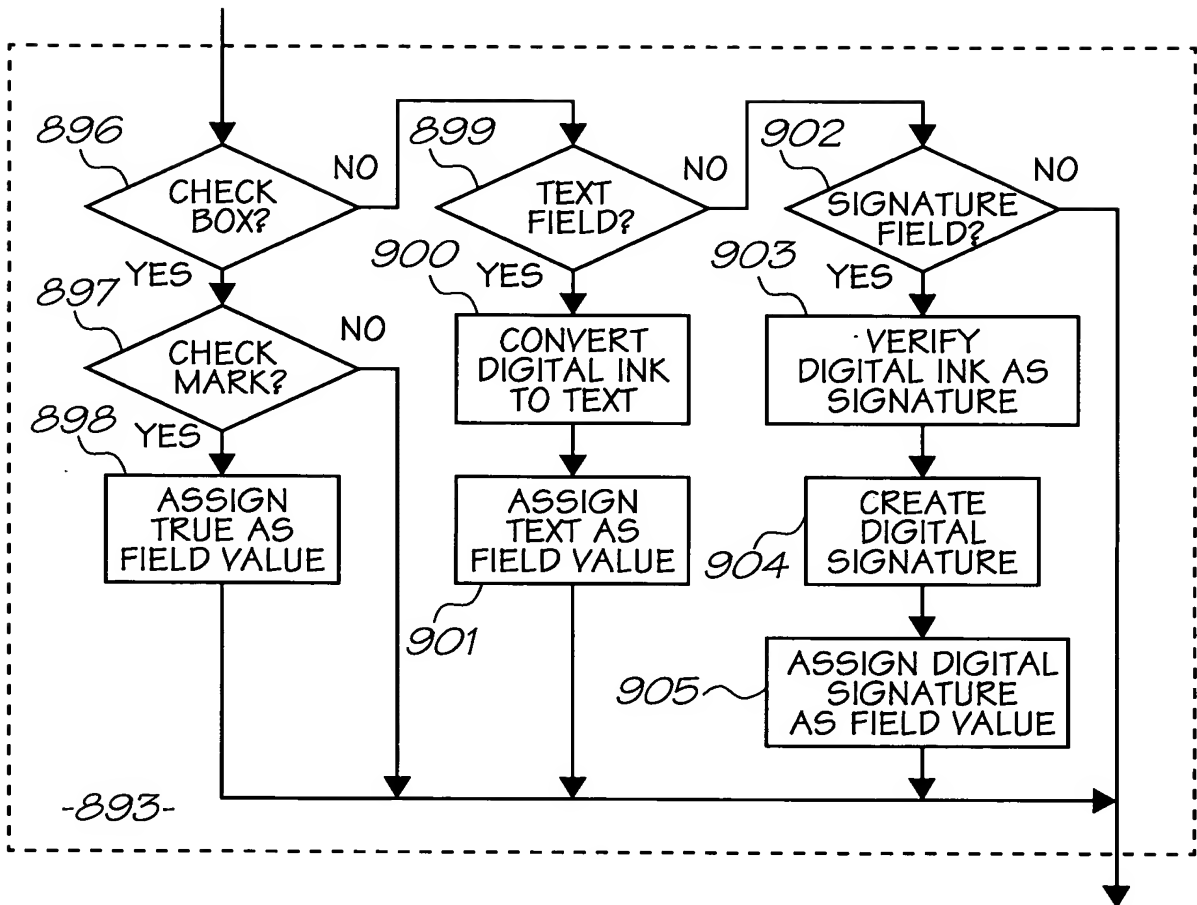 896
CHECK
BOX?
NO
YES
897
CHECK
MARK?
NO
YES
898
ASSIGN
TRUE AS
FIELD VALUE
899
TEXT
FIELD?
NO
YES
900
CONVERT
DIGITAL INK
TO TEXT
ASSIGN
TEXT AS
FIELD VALUE
901
902
SIGNATURE
FIELD?
NO
YES
903
VERIFY
DIGITAL INK AS
SIGNATURE
CREATE
DIGITAL
SIGNATURE
904
ASSIGN DIGITAL
SIGNATURE
AS FIELD VALUE
905
-893-